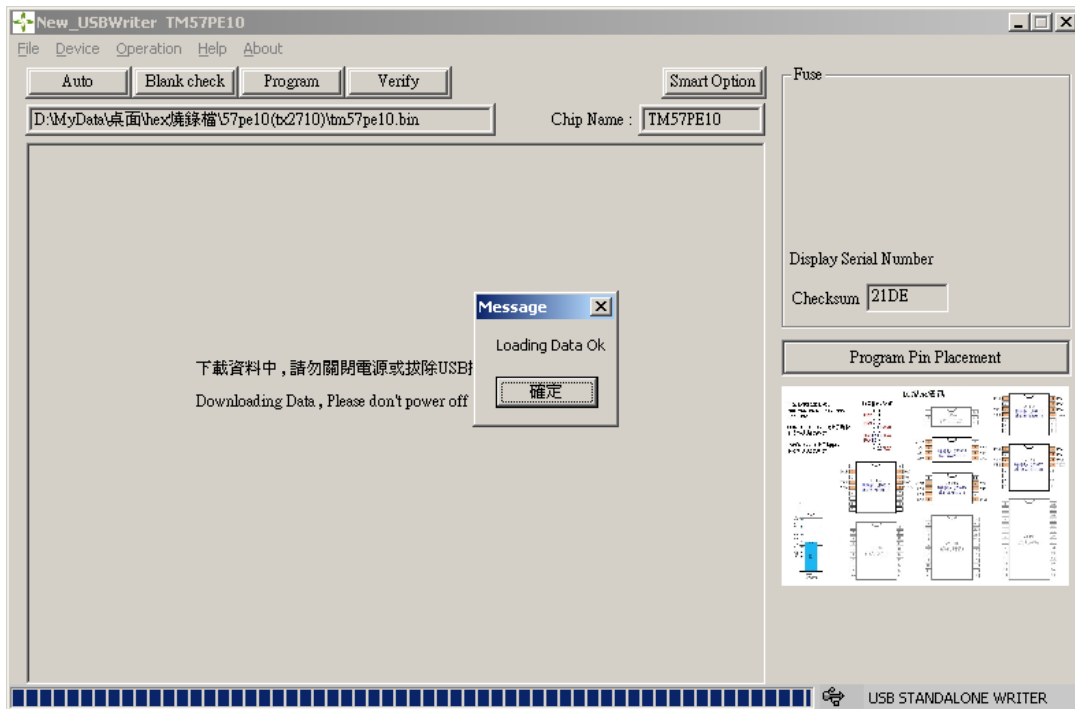 New_USBWriter TM57PE10
File Device Operation Help About
Auto Blank check Program Verify Smart Option
D:\MyData\桌面\hex燒錄檔\57pe10(tx2710)\tm57pe10.bin Chip Name : TM57PE10
Fuse
Display Serial Number
Checksum 21DE
Program Pin Placement
下載資料中 , 請勿關閉電源或拔除USB
Downloading Data , Please don't power off
Message
Loading Data Ok
確定
USB STANDALONE WRITER